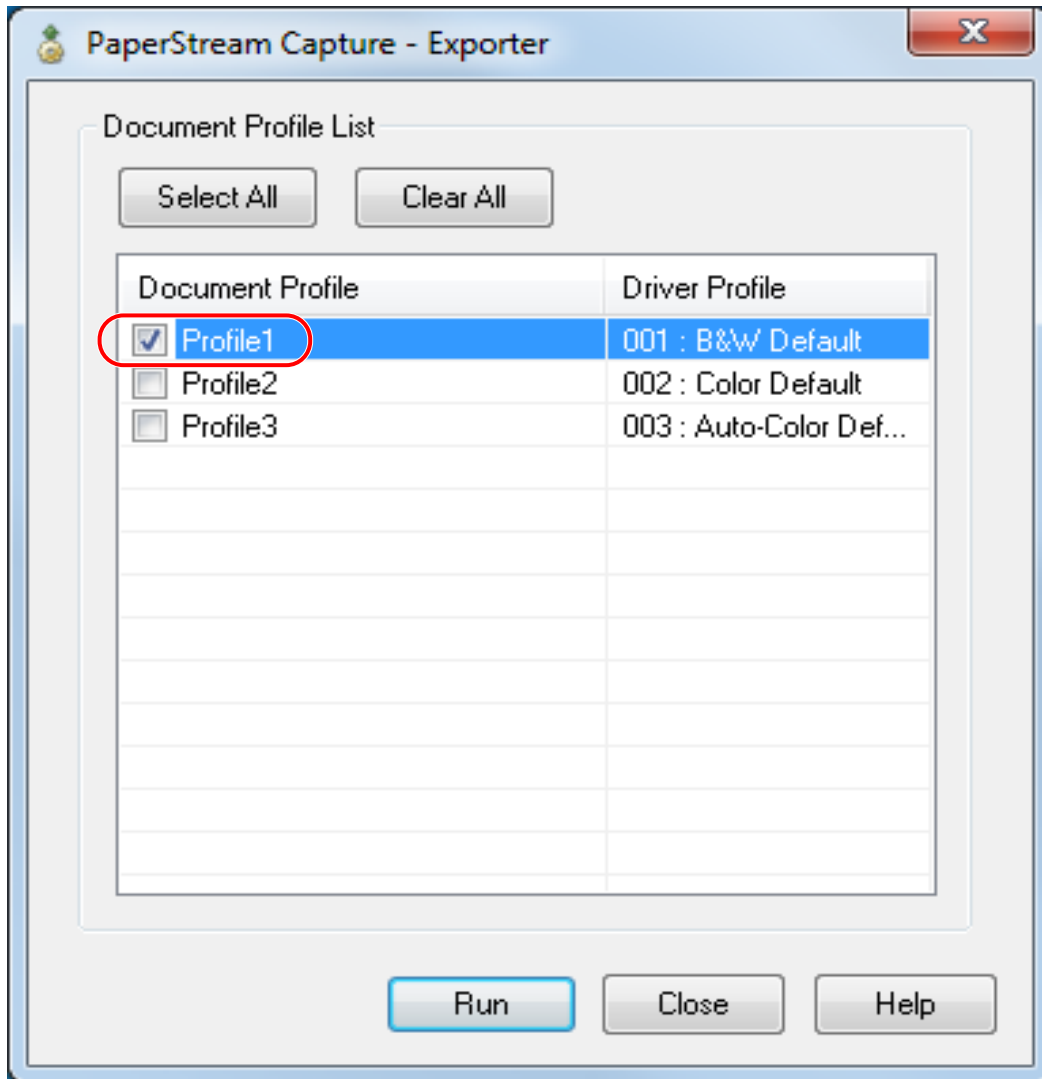 PaperStream Capture - Exporter
Document Profile List
Select All Clear All
Document Profile Driver Profile
Profile1 001 : B&W Default
Profile2 002 : Color Default
Profile3 003 : Auto-Color Def...
Run Close Help